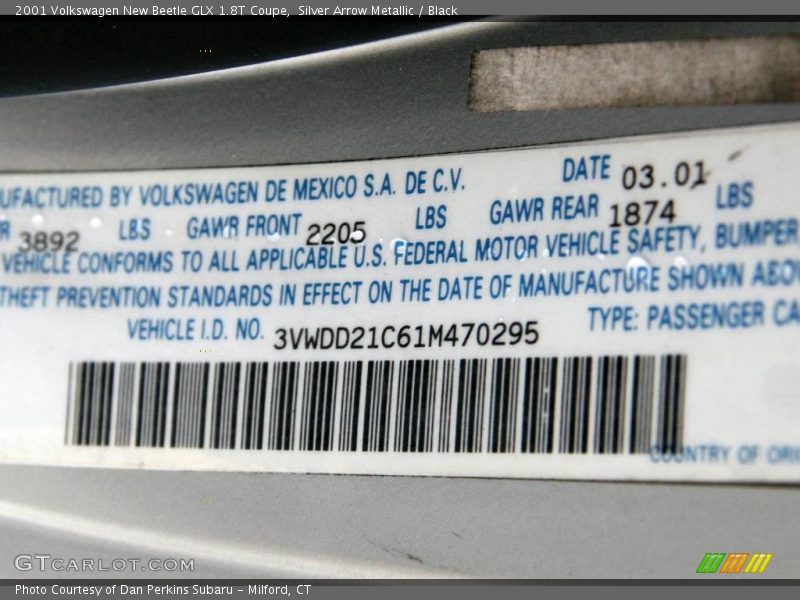 2001 Volkswagen New Beetle GLX 1.8T Coupe, Silver Arrow Metallic / Black
UFACTURED BY VOLKSWAGEN DE MEXICO S.A. DE C.V. DATE 03.01
R 3892 LBS GAWR FRONT 2205 LBS GAWR REAR 1874 LBS
VEHICLE CONFORMS TO ALL APPLICABLE U.S. FEDERAL MOTOR VEHICLE SAFETY, BUMPER
THEFT PREVENTION STANDARDS IN EFFECT ON THE DATE OF MANUFACTURE SHOWN ABO
VEHICLE I.D. NO. 3VWDD21C61M470295 TYPE: PASSENGER CA
COUNTRY OF ORI
GTCARLOT.COM
Photo Courtesy of Dan Perkins Subaru - Milford, CT